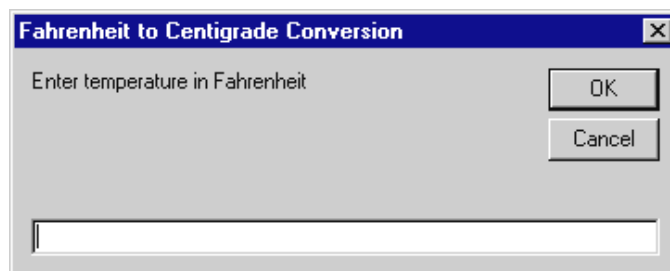 Fahrenheit to Centigrade Conversion
Enter temperature in Fahrenheit
OK
Cancel